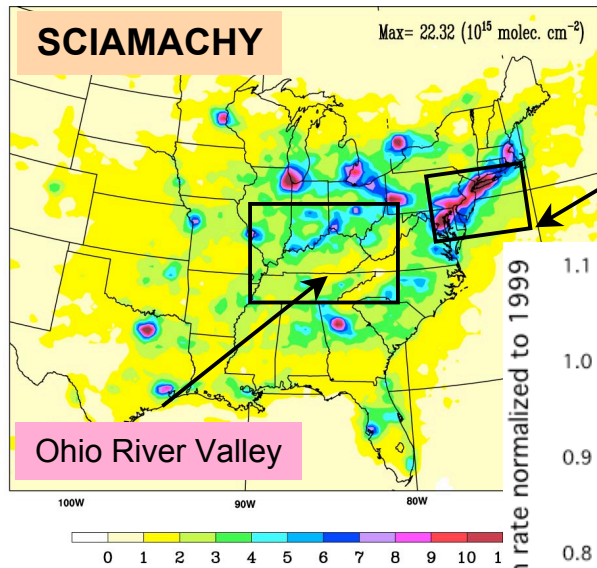 SCIAMACHY
Max= 22.32 (10¹⁵ molec. cm⁻²)
Ohio River Valley
100W 90W 80W
0 1 2 3 4 5 6 7 8 9 10 1
rate normalized to 1999
1.1
1.0
0.9
0.8